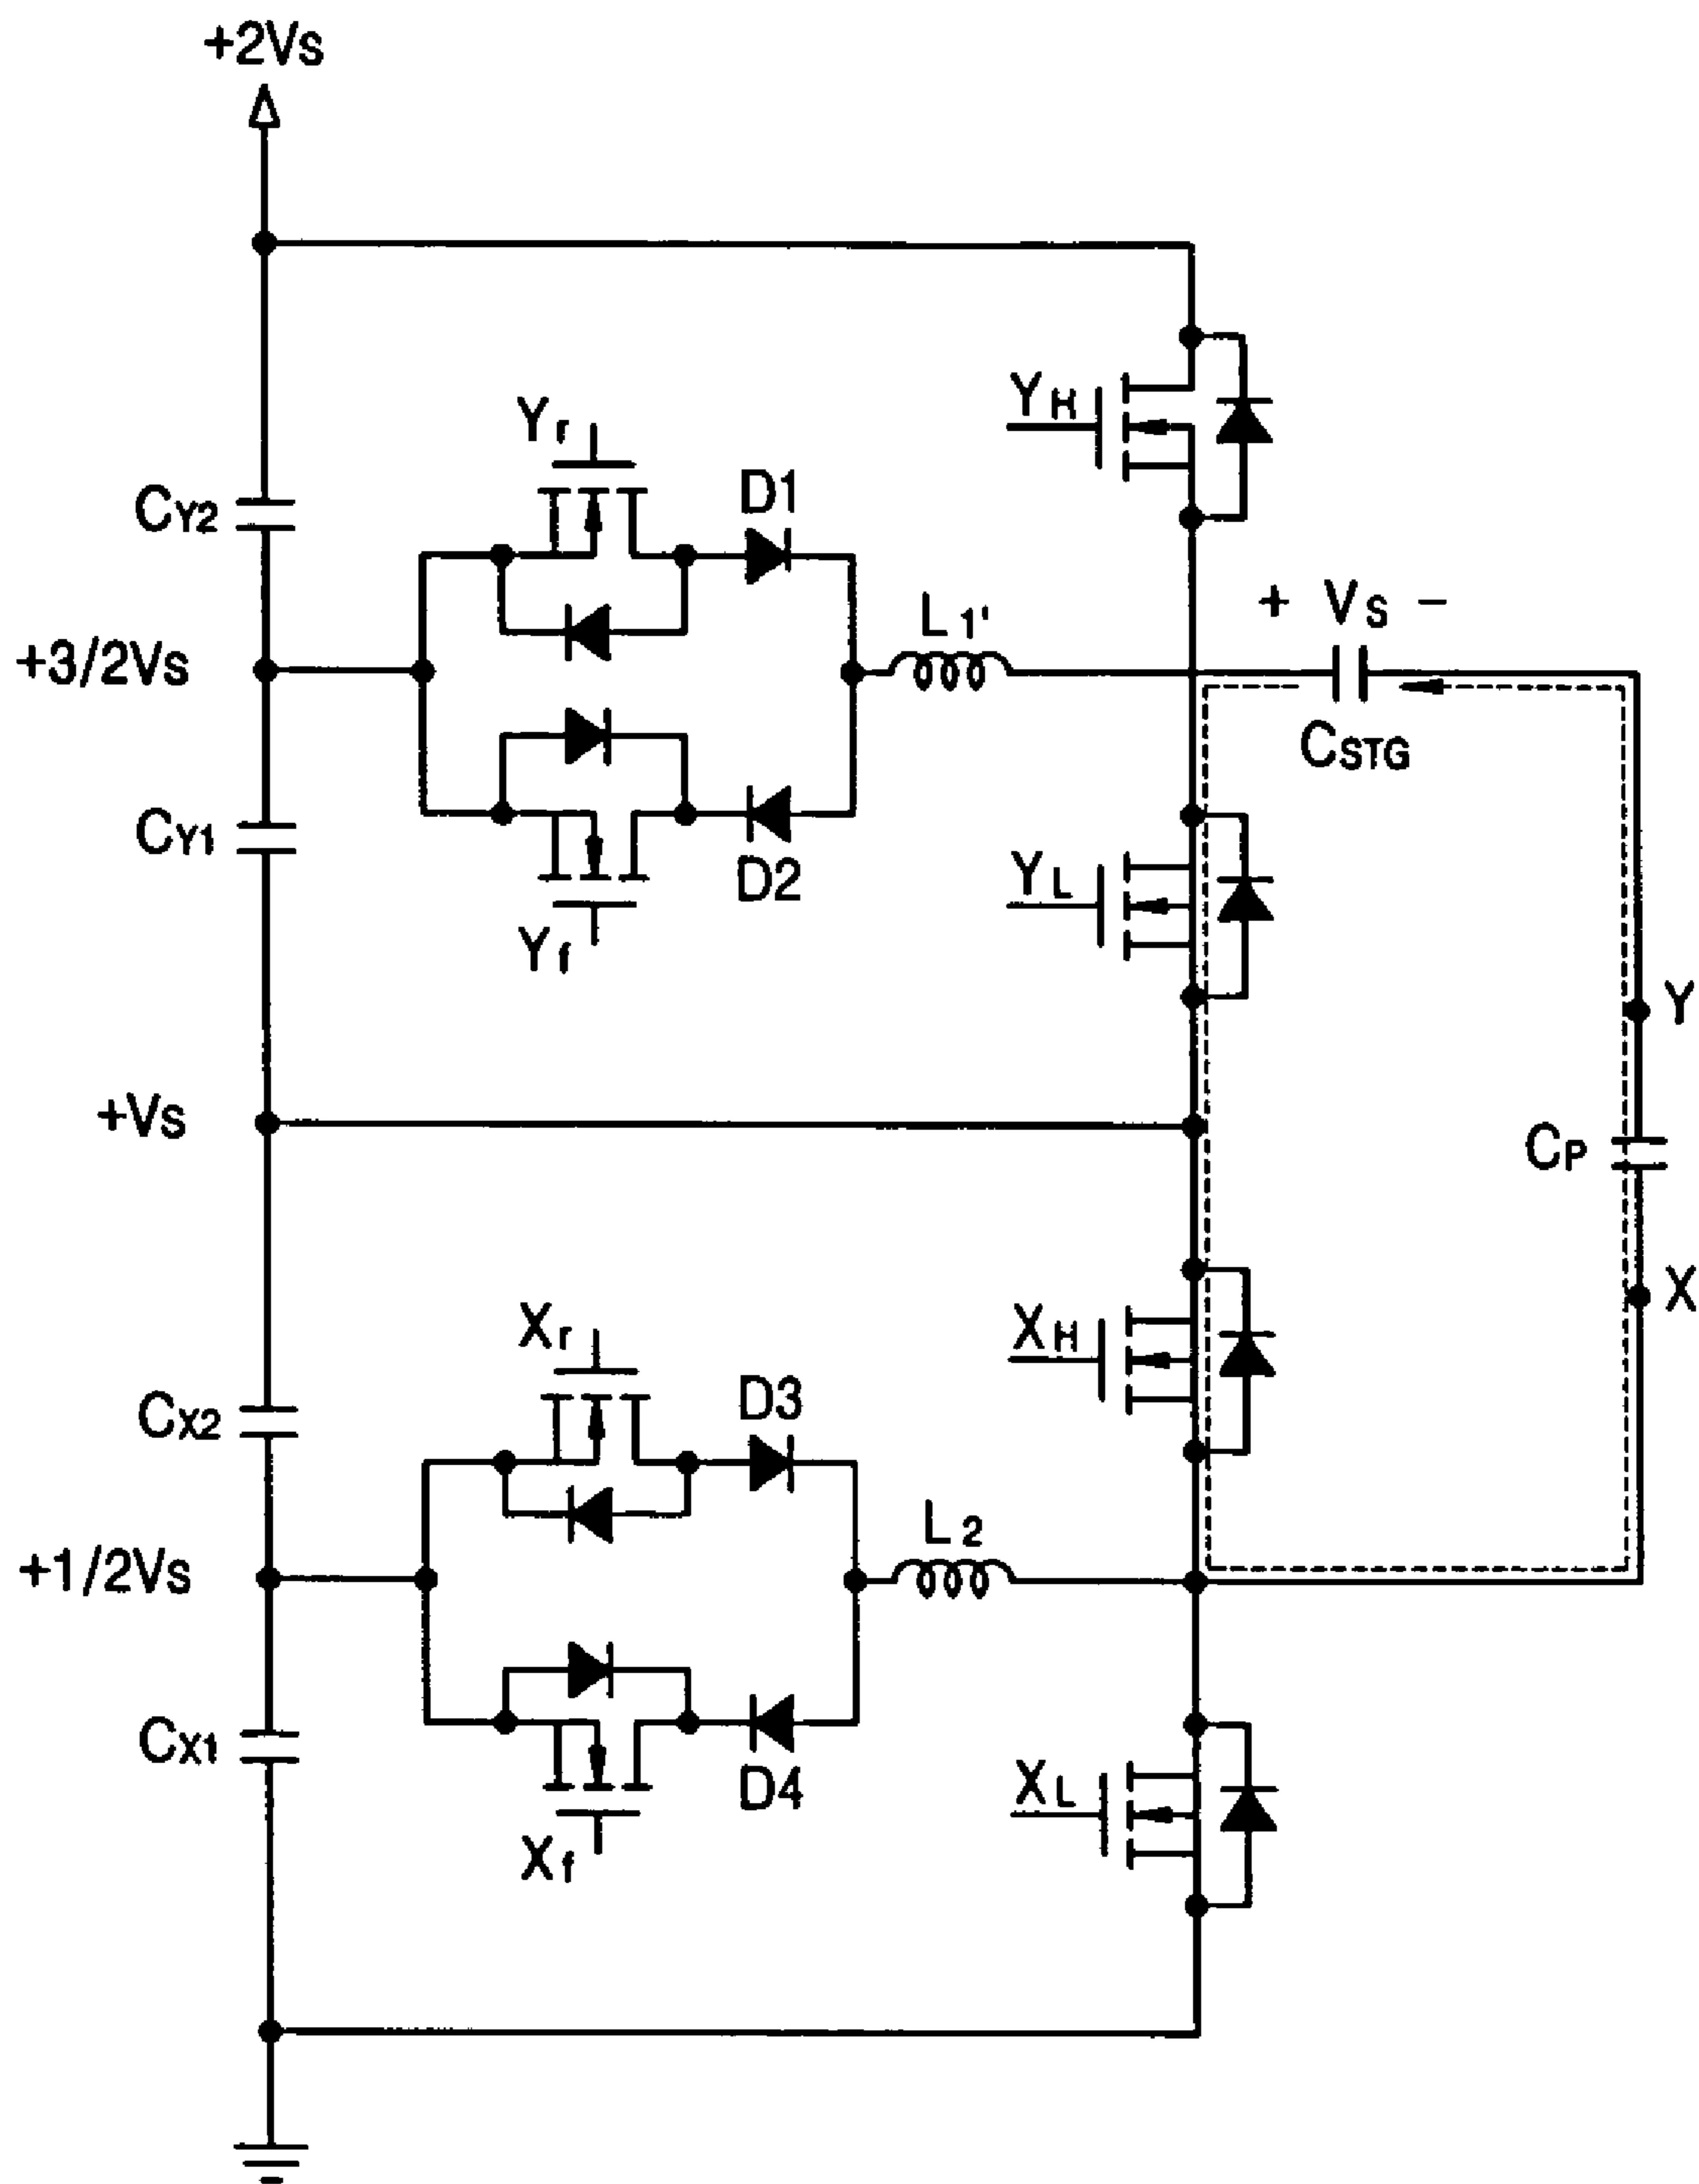 +2Vs
YH
Yr
D1
CY2
+ Vs -
L1'
+3/2Vs
CSTG
CY1
D2
YL
Yf
Y
+Vs
CP
X
Xr
XH
D3
CX2
L2
+1/2Vs
CX1
D4
XL
Xf